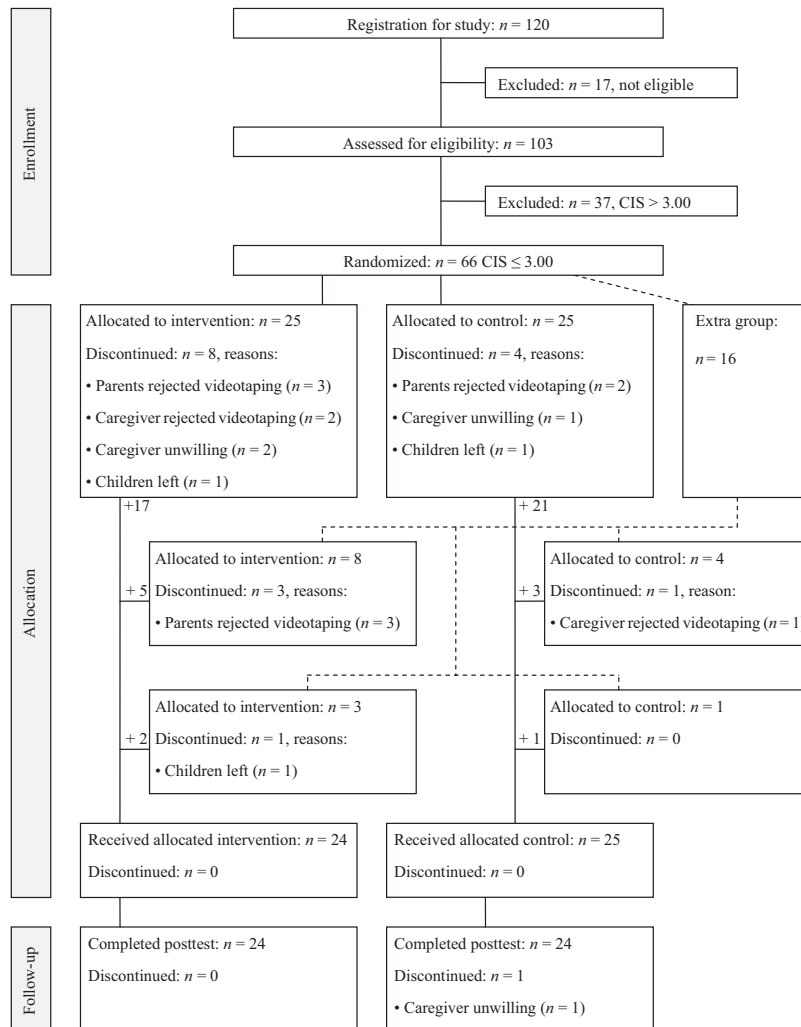 Enrollment
Registration for study: n = 120
Excluded: n = 17, not eligible
Assessed for eligibility: n = 103
Excluded: n = 37, CIS > 3.00
Randomized: n = 66 CIS ≤ 3.00
Allocation
Allocated to intervention: n = 25
Discontinued: n = 8, reasons:
• Parents rejected videotaping (n = 3)
• Caregiver rejected videotaping (n = 2)
• Caregiver unwilling (n = 2)
• Children left (n = 1)
Allocated to control: n = 25
Discontinued: n = 4, reasons:
• Parents rejected videotaping (n = 2)
• Caregiver unwilling (n = 1)
• Children left (n = 1)
Extra group:
n = 16
+17
+ 21
Allocated to intervention: n = 8
Discontinued: n = 3, reasons:
• Parents rejected videotaping (n = 3)
+ 5
Allocated to control: n = 4
Discontinued: n = 1, reason:
• Caregiver rejected videotaping (n = 1)
+ 3
Allocated to intervention: n = 3
Discontinued: n = 1, reasons:
• Children left (n = 1)
+ 2
Allocated to control: n = 1
Discontinued: n = 0
+ 1
Received allocated intervention: n = 24
Discontinued: n = 0
Received allocated control: n = 25
Discontinued: n = 0
Follow-up
Completed posttest: n = 24
Discontinued: n = 0
Completed posttest: n = 24
Discontinued: n = 1
• Caregiver unwilling (n = 1)